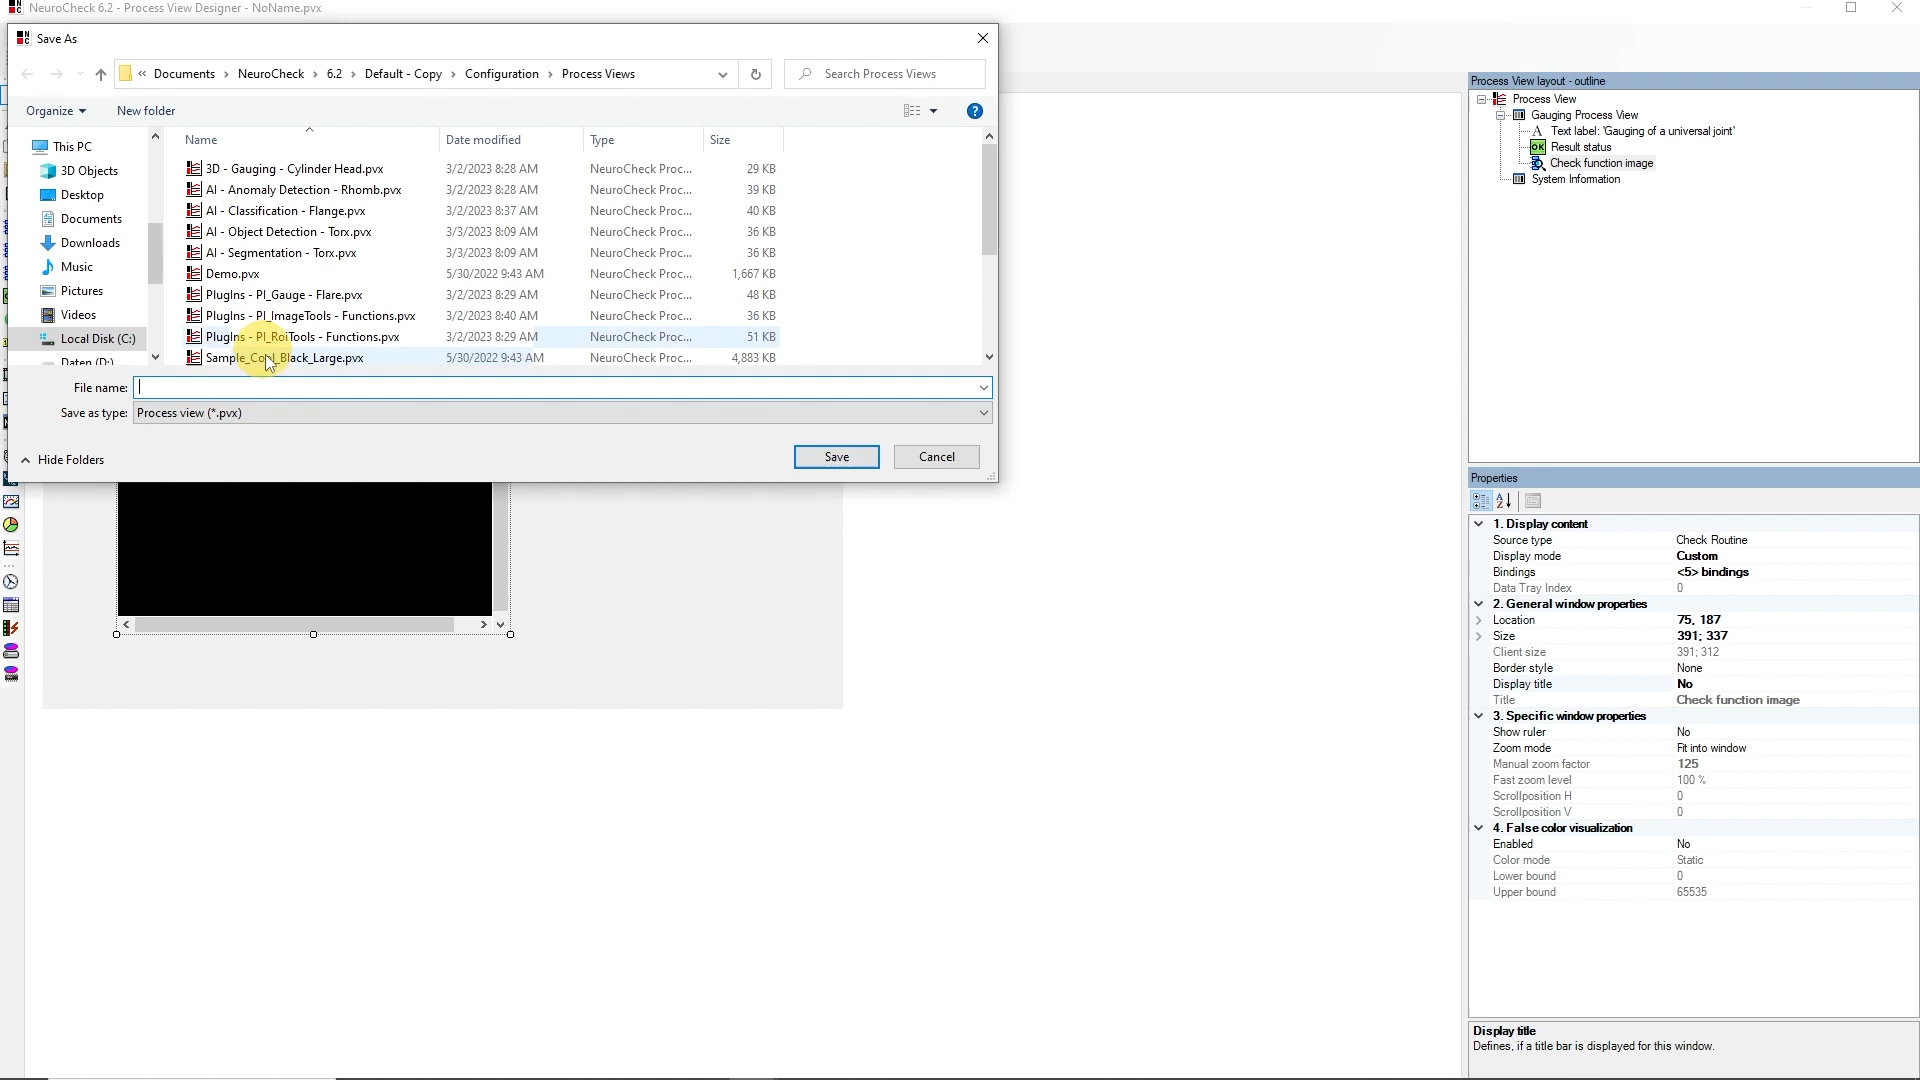 NeuroCheck 6.2 - Process View Designer - NoName.pvx
Save As
« Documents › NeuroCheck › 6.2 › Default - Copy › Configuration › Process Views
Search Process Views
Organize
New folder
Name Date modified Type Size
This PC
3D Objects
Desktop
Documents
Downloads
Music
Pictures
Videos
Local Disk (C:)
Daten (D:)
3D - Gauging - Cylinder Head.pvx 3/2/2023 8:28 AM NeuroCheck Proc... 29 KB
AI - Anomaly Detection - Rhomb.pvx 3/2/2023 8:28 AM NeuroCheck Proc... 39 KB
AI - Classification - Flange.pvx 3/2/2023 8:37 AM NeuroCheck Proc... 40 KB
AI - Object Detection - Torx.pvx 3/3/2023 8:09 AM NeuroCheck Proc... 36 KB
AI - Segmentation - Torx.pvx 3/3/2023 8:09 AM NeuroCheck Proc... 36 KB
Demo.pvx 5/30/2022 9:43 AM NeuroCheck Proc... 1,667 KB
PlugIns - PI_Gauge - Flare.pvx 3/2/2023 8:29 AM NeuroCheck Proc... 48 KB
PlugIns - PI_ImageTools - Functions.pvx 3/2/2023 8:40 AM NeuroCheck Proc... 36 KB
PlugIns - PI_RoiTools - Functions.pvx 3/2/2023 8:29 AM NeuroCheck Proc... 51 KB
Sample_Cool_Black_Large.pvx 5/30/2022 9:43 AM NeuroCheck Proc... 4,883 KB
File name:
Save as type: Process view (*.pvx)
Hide Folders
Save
Cancel
Process View layout - outline
Process View
Gauging Process View
A Text label: 'Gauging of a universal joint'
OK Result status
Check function image
System Information
Properties
1. Display content
Source type Check Routine
Display mode Custom
Bindings <5> bindings
Data Tray Index 0
2. General window properties
Location 75, 187
Size 391; 337
Client size 391; 312
Border style None
Display title No
Title Check function image
3. Specific window properties
Show ruler No
Zoom mode Fit into window
Manual zoom factor 125
Fast zoom level 100 %
Scrollposition H 0
Scrollposition V 0
4. False color visualization
Enabled No
Color mode Static
Lower bound 0
Upper bound 65535
Display title
Defines, if a title bar is displayed for this window.